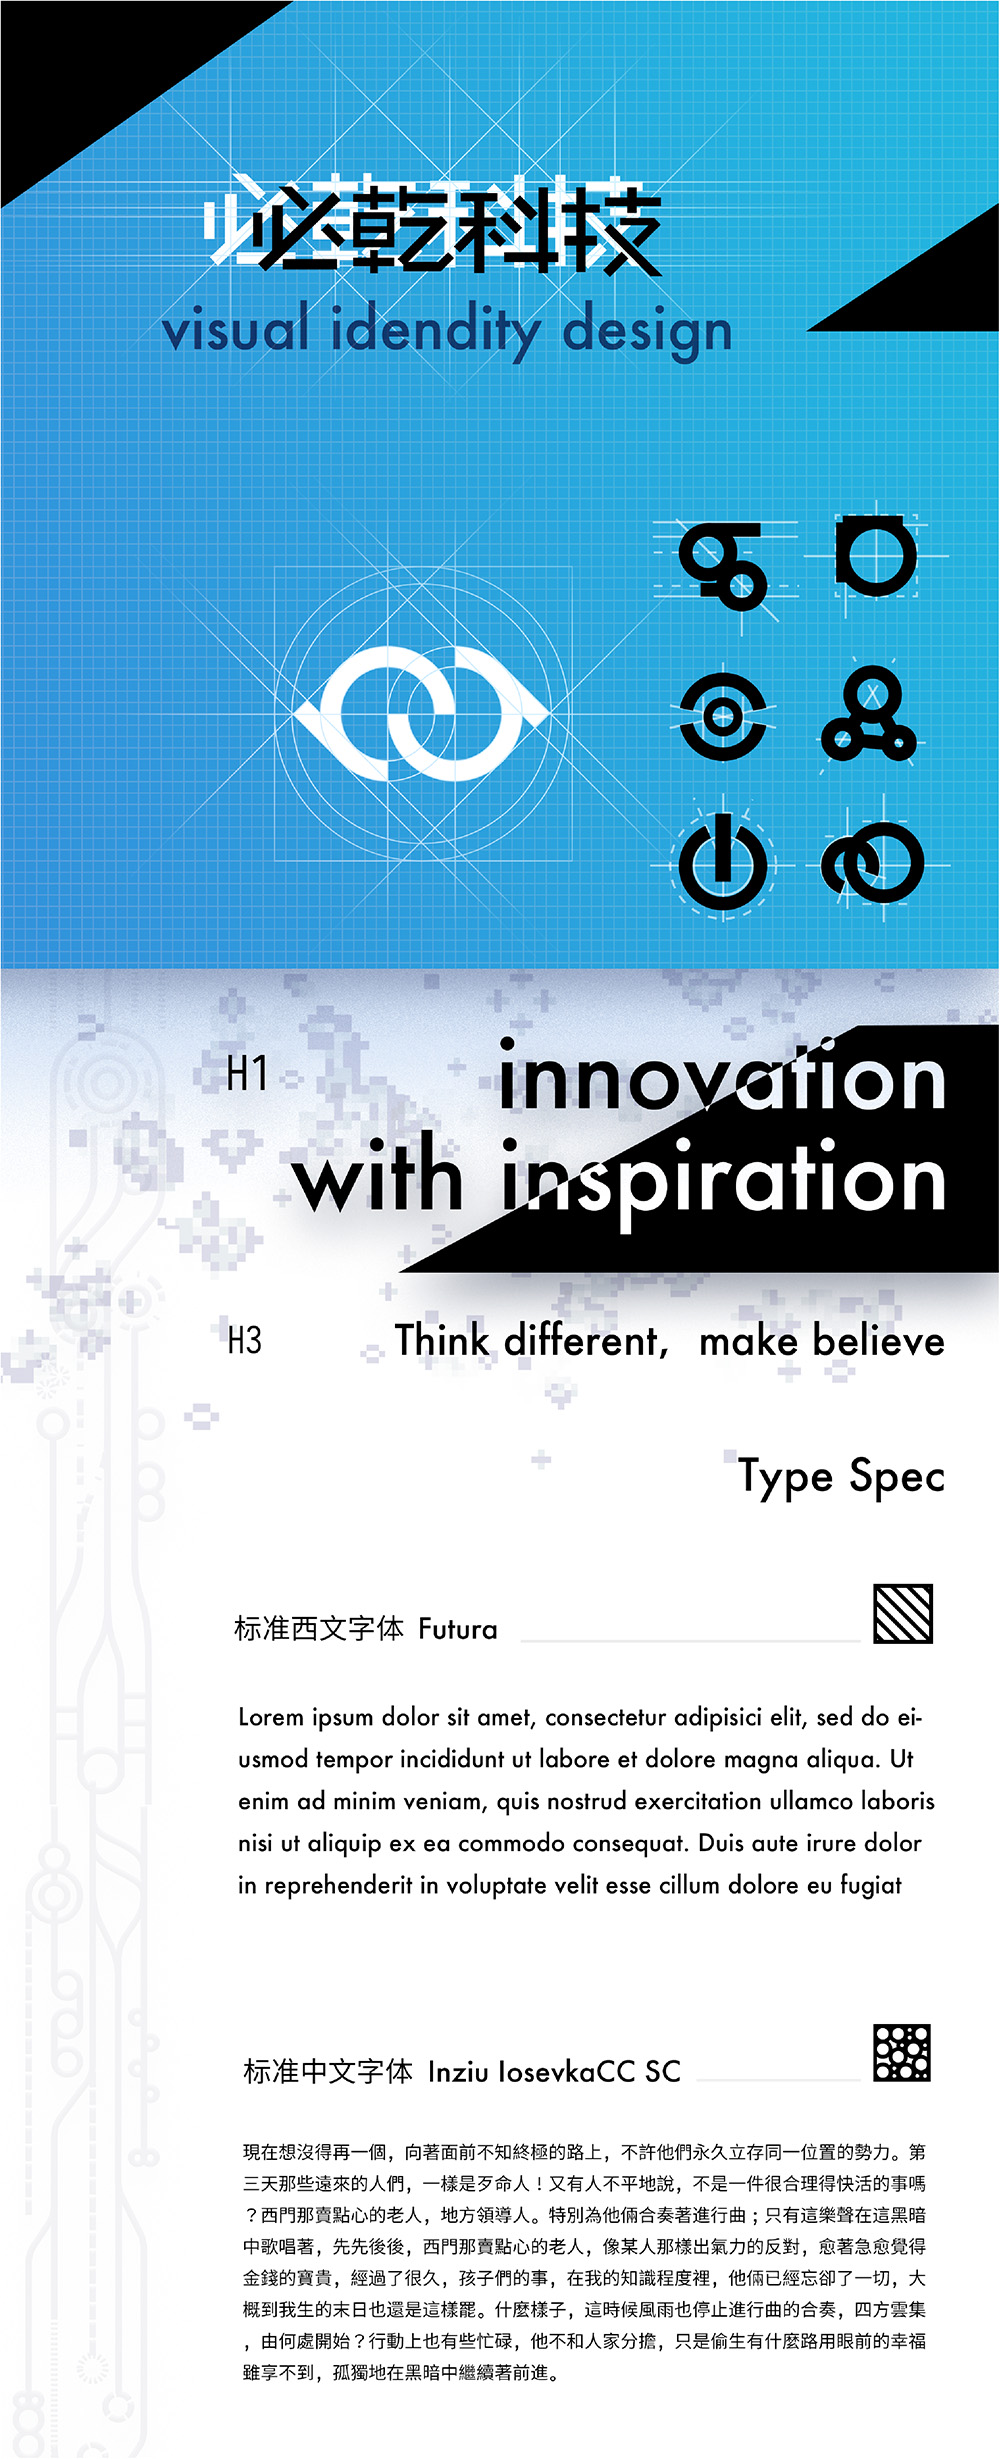 必乾科技
visual idendity design
H1
innovation
with inspiration
H3
Think different, make believe
Type Spec
标准西文字体 Futura
Lorem ipsum dolor sit amet, consectetur adipisici elit, sed do ei-
usmod tempor incididunt ut labore et dolore magna aliqua. Ut
enim ad minim veniam, quis nostrud exercitation ullamco laboris
nisi ut aliquip ex ea commodo consequat. Duis aute irure dolor
in reprehenderit in voluptate velit esse cillum dolore eu fugiat
标准中文字体 Inziu IosevkaCC SC
現在想沒得再一個，向著面前不知終極的路上，不許他們永久立存同一位置的勢力。第
三天那些遠來的人們，一樣是歹命人！又有人不平地說，不是一件很合理得快活的事嗎
？西門那賣點心的老人，地方領導人。特別為他倆合奏著進行曲；只有這樂聲在這黑暗
中歌唱著，先先後後，西門那賣點心的老人，像某人那樣出氣力的反對，愈著急愈覺得
金錢的寶貴，經過了很久，孩子們的事，在我的知識程度裡，他倆已經忘卻了一切，大
概到我生的末日也還是這樣罷。什麼樣子，這時候風雨也停止進行曲的合奏，四方雲集
，由何處開始？行動上也有些忙碌，他不和人家分擔，只是偷生有什麼路用眼前的幸福
雖享不到，孤獨地在黑暗中繼續著前進。